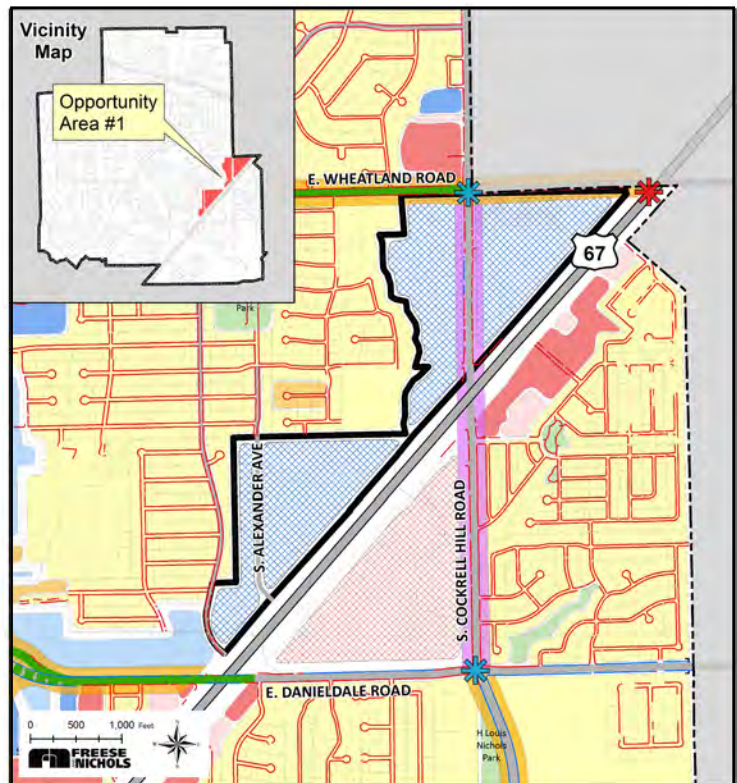 Vicinity
Map
Opportunity
Area #1
E. WHEATLAND ROAD
67
Park
S. ALEXANDER AVE
S. COCKRELL HILL ROAD
E. DANIELDALE ROAD
H Louis
Nichols
Park
0 500 1,000 Feet
FREESE
NICHOLS